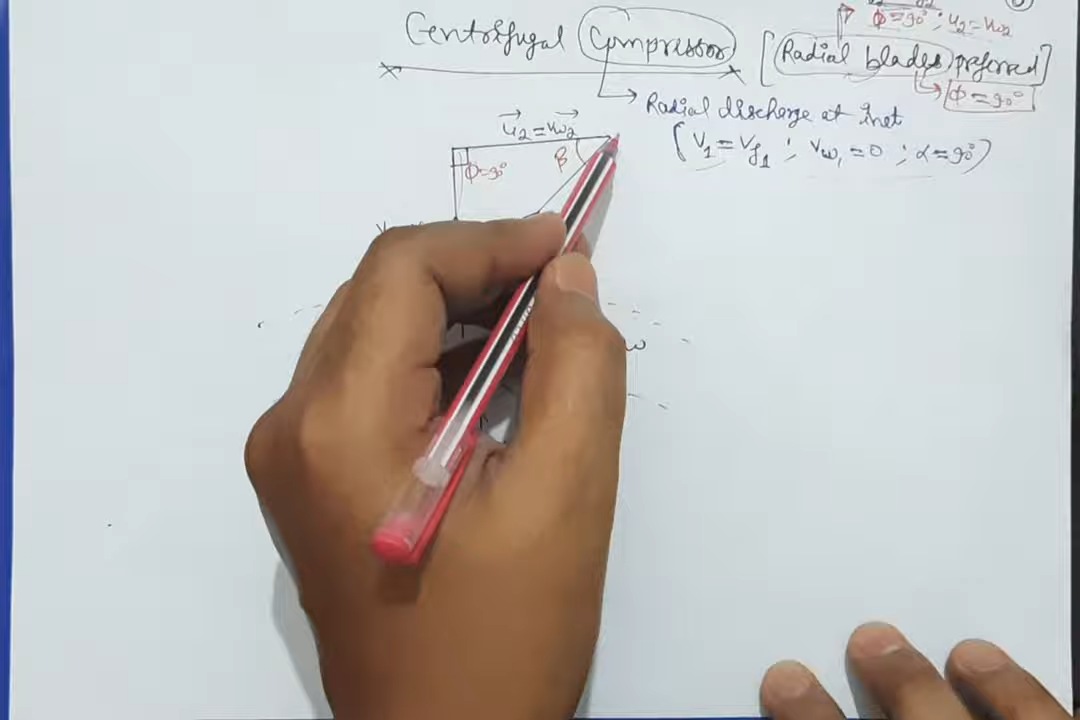 ϕ=90° ; u₂=Vw₂
Centrifugal Compressor [Radial blades preferred]
ϕ=90°
Radial discharge at inet
u₂=Vw₂
(V₁=Vf₁ ; Vw₁=0 ; α=90°)
ϕ=90°
β
ω